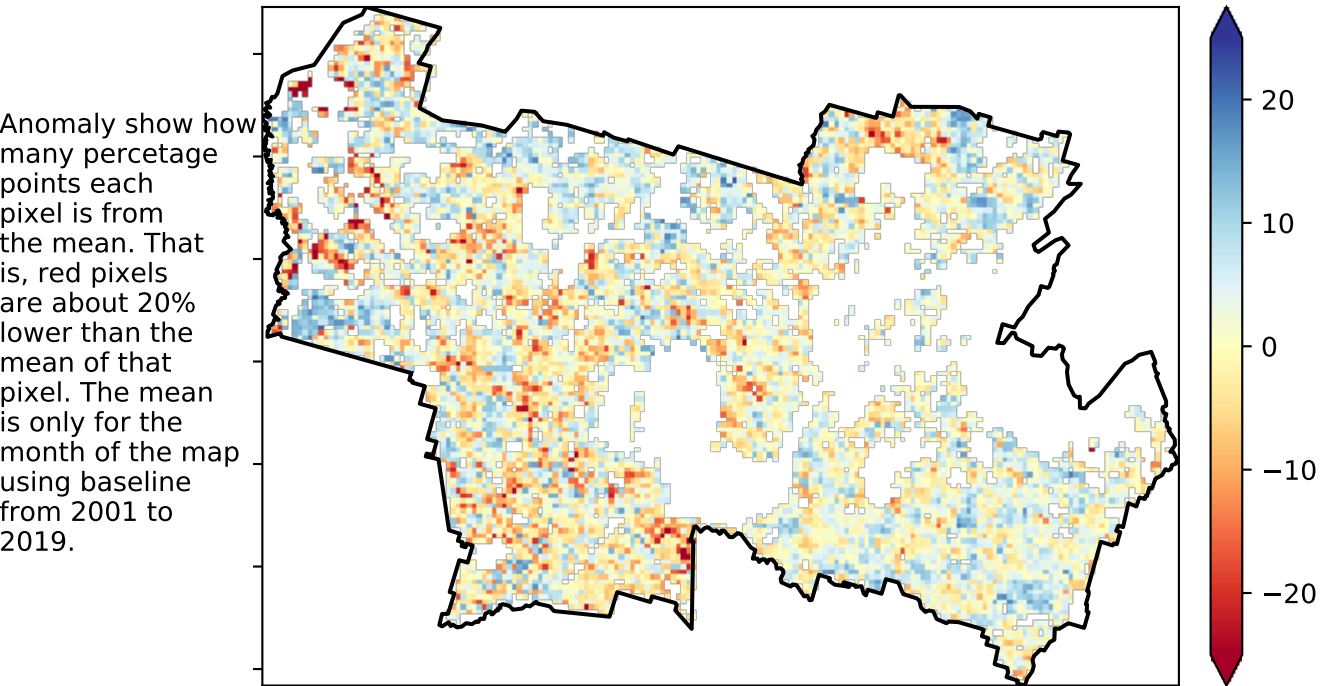 Anomaly show how
many percetage
points each
pixel is from
the mean. That
is, red pixels
are about 20%
lower than the
mean of that
pixel. The mean
is only for the
month of the map
using baseline
from 2001 to
2019.
20
10
0
−10
−20